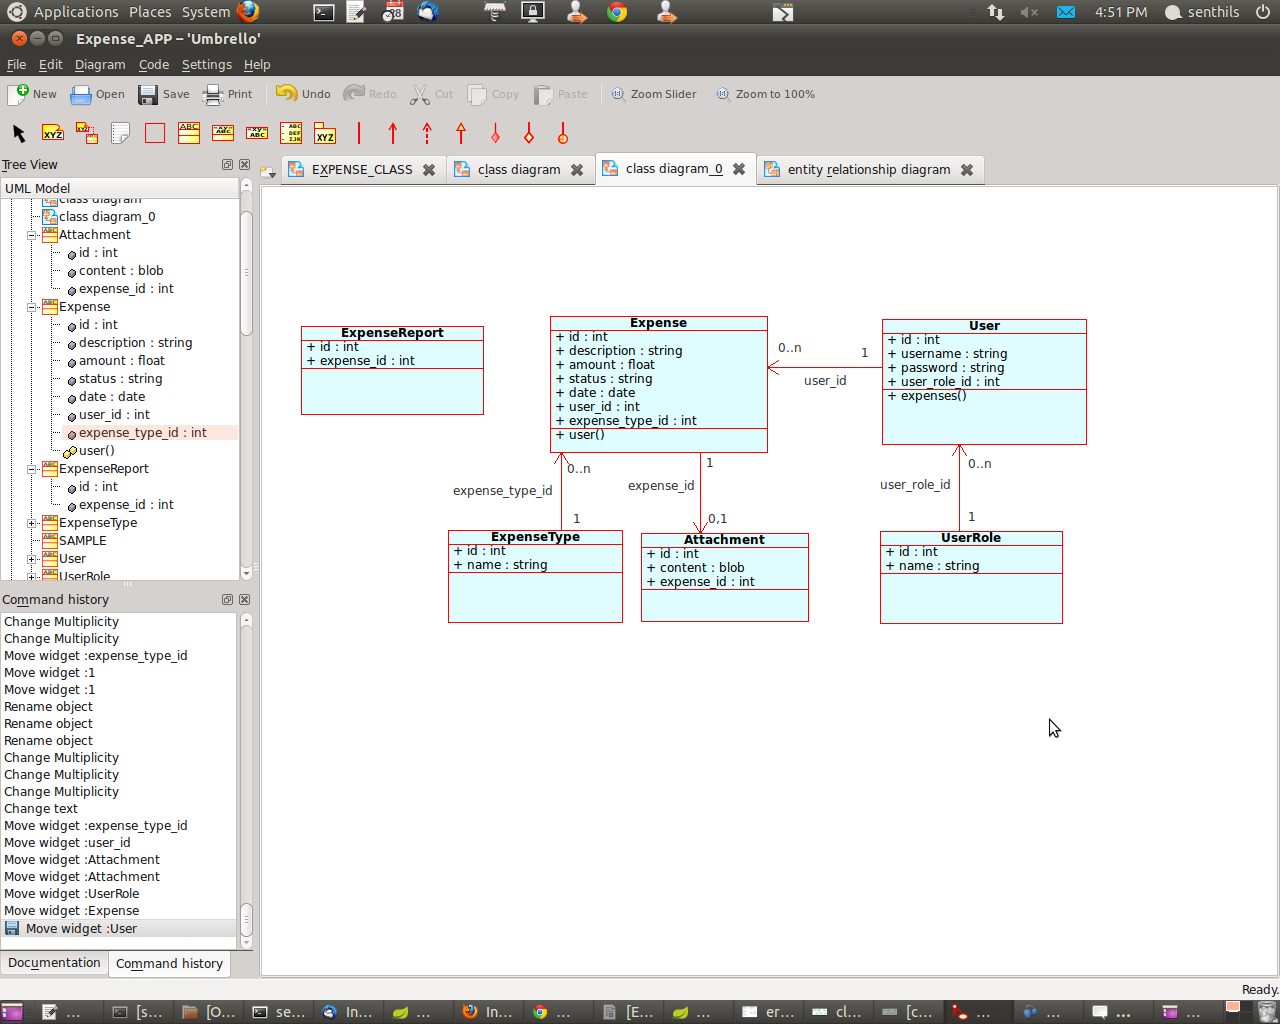 Applications Places System 4:51 PM senthils
Expense_APP – 'Umbrello'
File Edit Diagram Code Settings Help
New Open Save Print Undo Redo Cut Copy Paste Zoom Slider Zoom to 100%
Tree View
UML Model
class diagram
class diagram_0
Attachment
id : int
content : blob
expense_id : int
Expense
id : int
description : string
amount : float
status : string
date : date
user_id : int
expense_type_id : int
user()
ExpenseReport
id : int
expense_id : int
ExpenseType
SAMPLE
User
UserRole
Command history
Change Multiplicity
Change Multiplicity
Move widget :expense_type_id
Move widget :1
Move widget :1
Rename object
Rename object
Rename object
Change Multiplicity
Change Multiplicity
Change Multiplicity
Change text
Move widget :expense_type_id
Move widget :user_id
Move widget :Attachment
Move widget :Attachment
Move widget :UserRole
Move widget :Expense
Move widget :User
Documentation Command history
EXPENSE_CLASS class diagram class diagram_0 entity relationship diagram
ExpenseReport
+ id : int
+ expense_id : int
Expense
+ id : int
+ description : string
+ amount : float
+ status : string
+ date : date
+ user_id : int
+ expense_type_id : int
+ user()
0..n 1
user_id
User
+ id : int
+ username : string
+ password : string
+ user_role_id : int
+ expenses()
0..n
expense_type_id
1
1
expense_id
0,1
0..n
user_role_id
1
ExpenseType
+ id : int
+ name : string
Attachment
+ id : int
+ content : blob
+ expense_id : int
UserRole
+ id : int
+ name : string
Ready.
... [s... [O... se... In... ... In... ... [E... ... er... cl... [c... ... ... ... ...